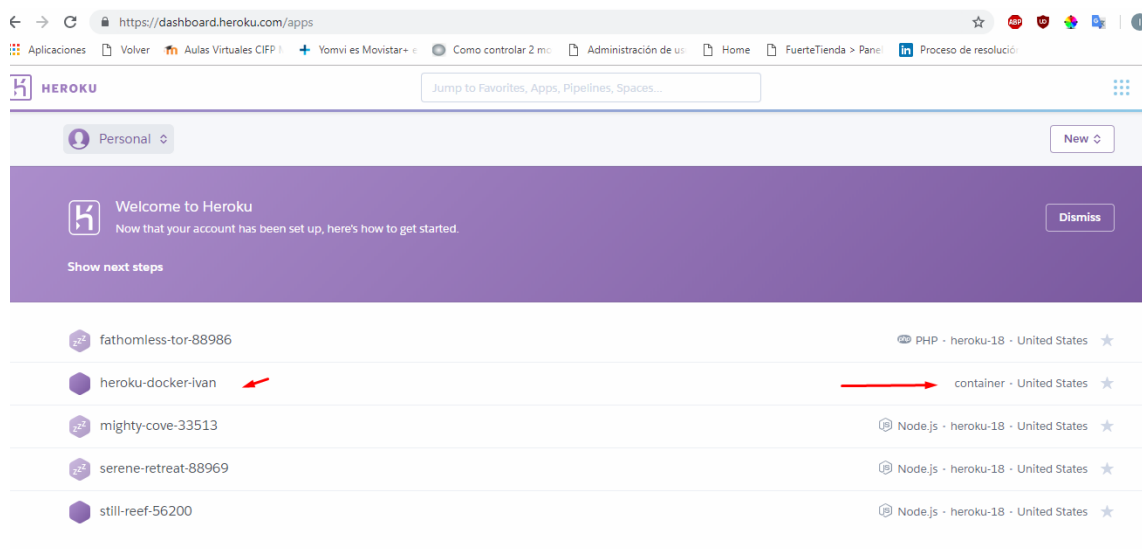 https://dashboard.heroku.com/apps
ABP
Aplicaciones Volver Aulas Virtuales CIFP Yomvi es Movistar+ Como controlar 2 mo Administración de us Home FuerteTienda > Pane in Proceso de resolució
HEROKU Jump to Favorites, Apps, Pipelines, Spaces...
Personal New
Welcome to Heroku
Now that your account has been set up, here's how to get started.
Dismiss
Show next steps
fathomless-tor-88986 php PHP · heroku-18 · United States
heroku-docker-ivan container · United States
mighty-cove-33513 Node.js · heroku-18 · United States
serene-retreat-88969 Node.js · heroku-18 · United States
still-reef-56200 Node.js · heroku-18 · United States